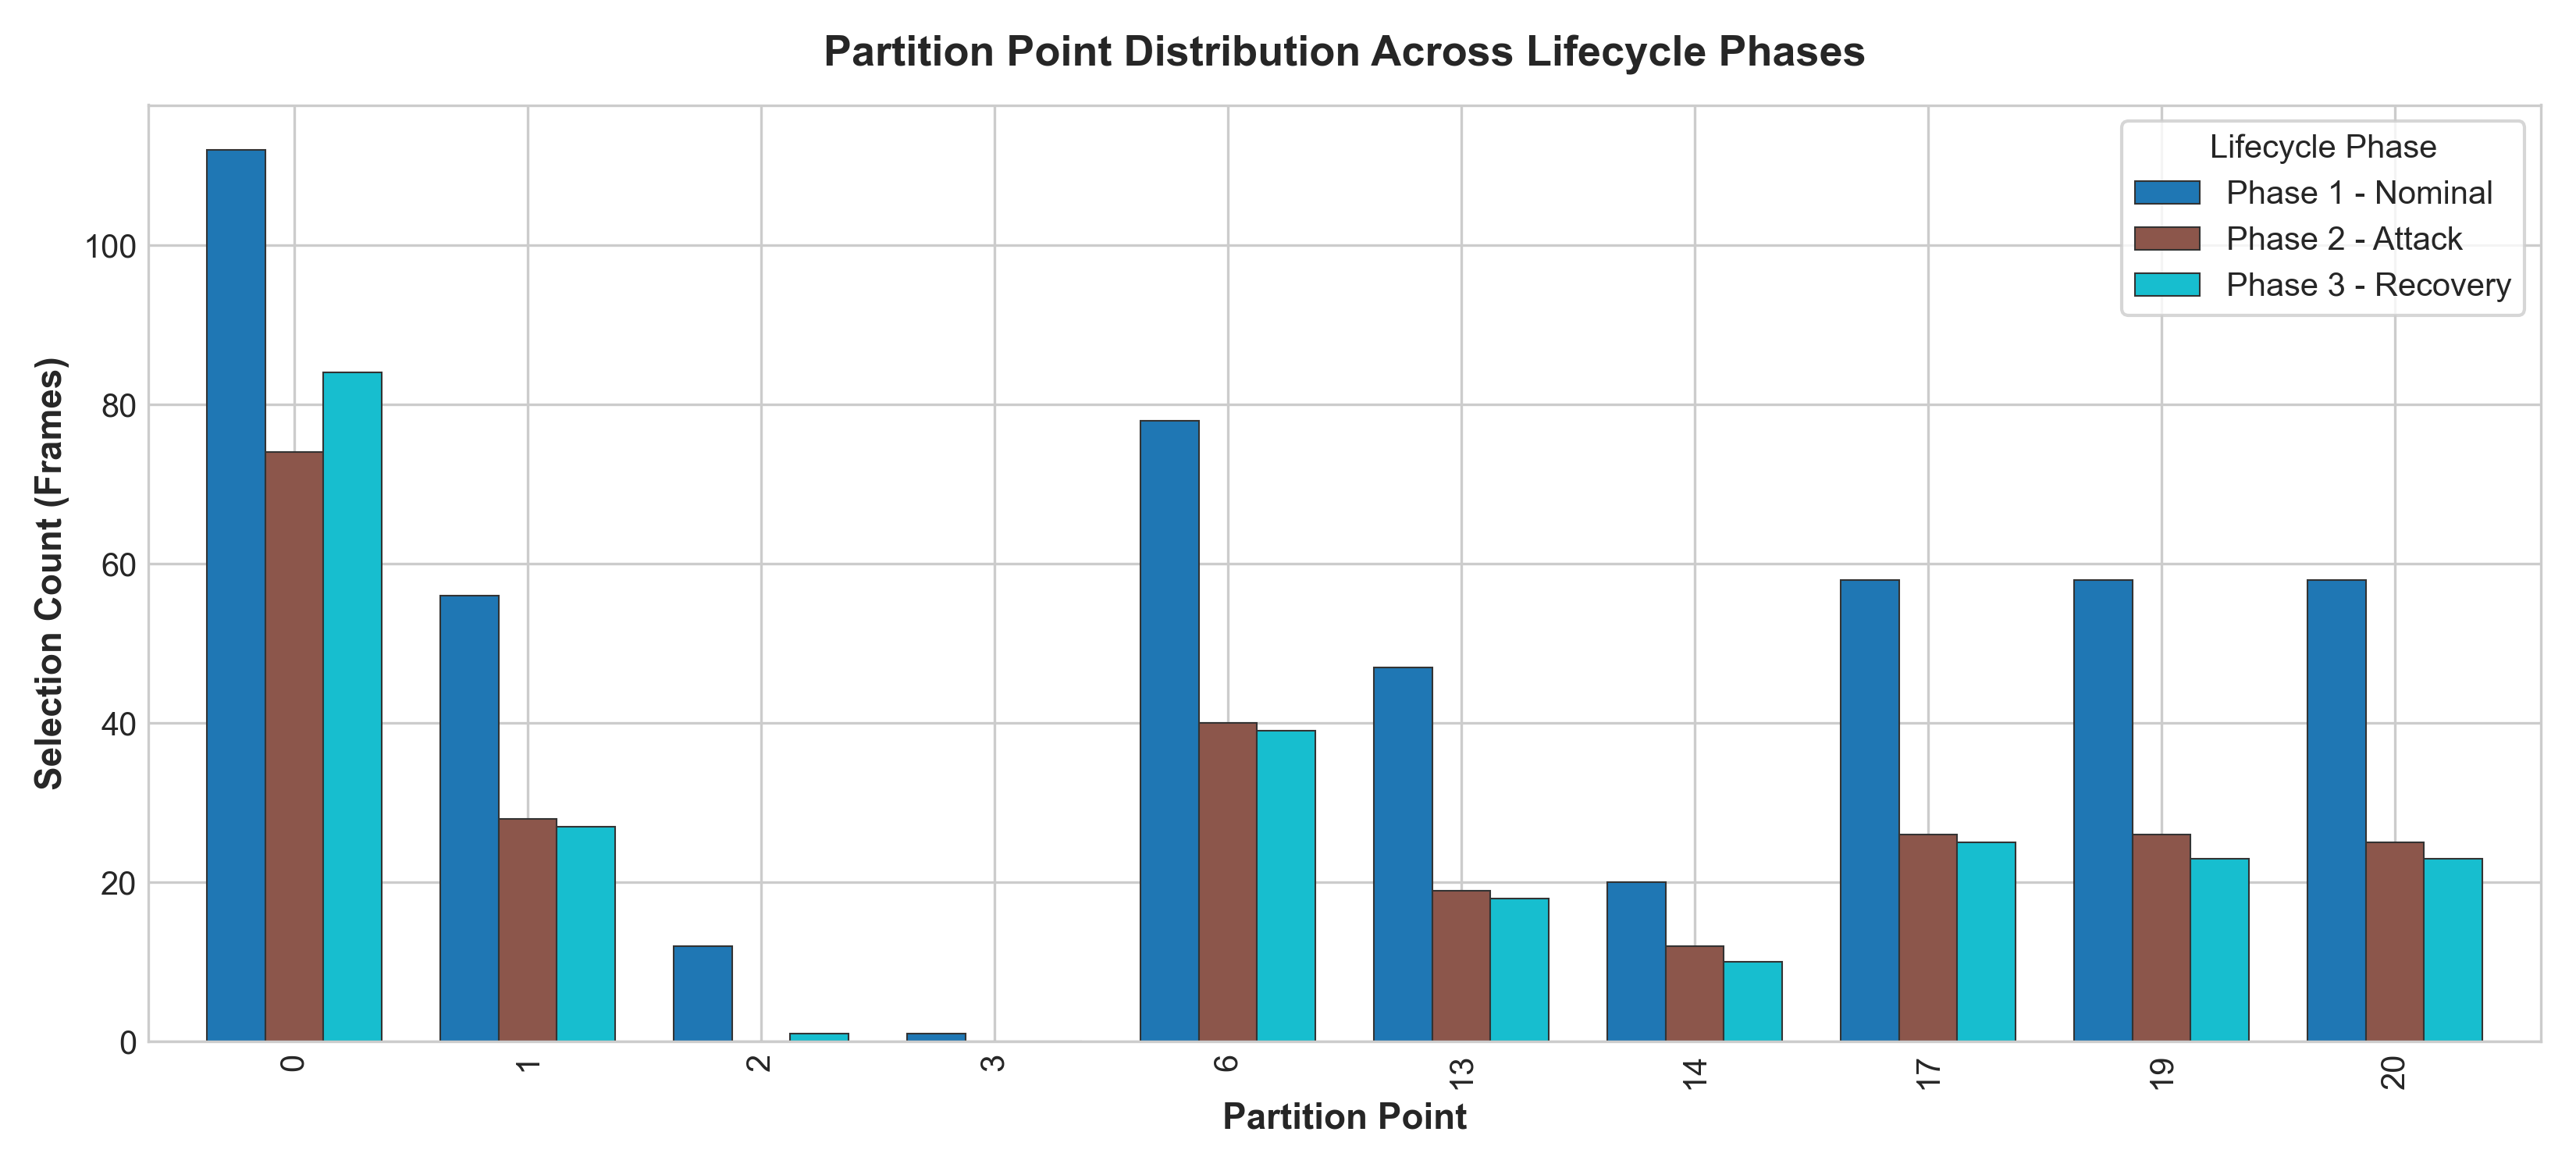 Partition Point Distribution Across Lifecycle Phases
Lifecycle Phase
Phase 1 - Nominal
Phase 2 - Attack
Phase 3 - Recovery
Selection Count (Frames)
100
80
60
40
20
0
0 1 2 3 6 13 14 17 19 20
Partition Point